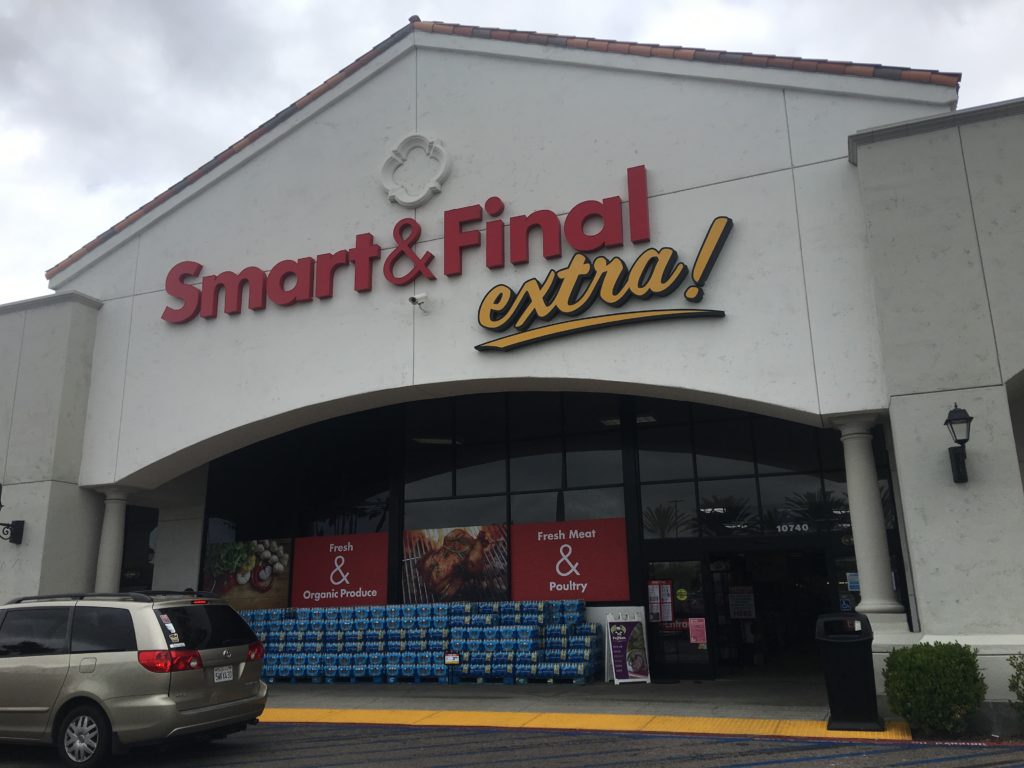 Smart & Final
extra!
10740
Fresh
&
Organic Produce
Fresh Meat
&
Poultry